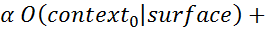 α O(context₀|surface) +